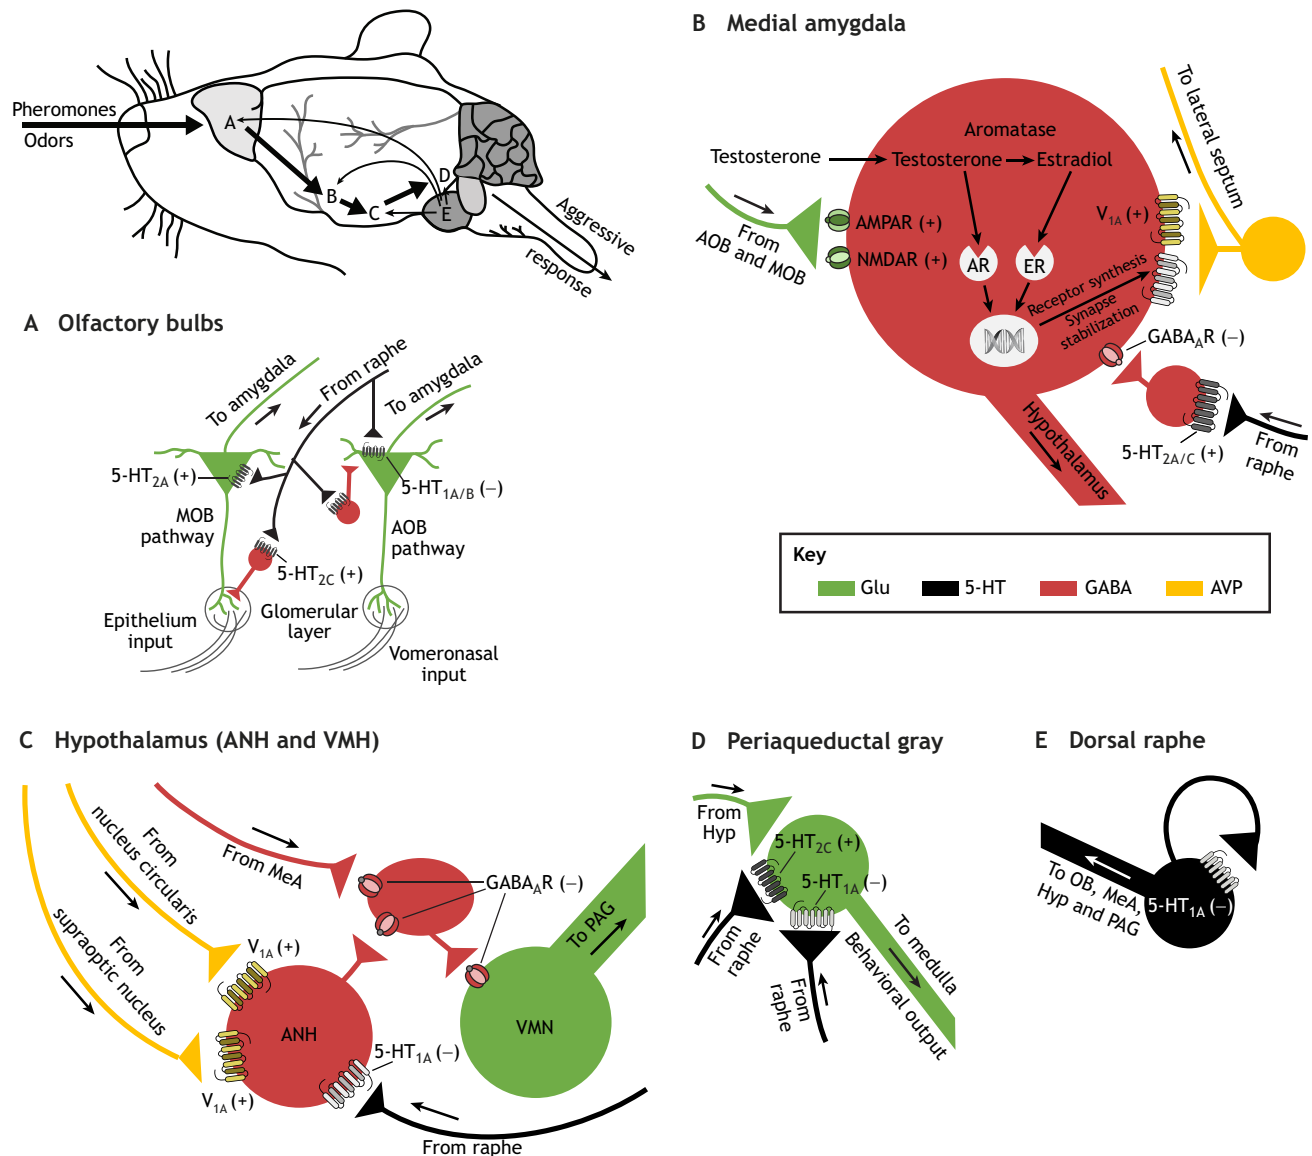 Pheromones
Odors
A
B
C
D
E
Aggressive
response
A Olfactory bulbs
To amygdala
From raphe
To amygdala
5-HT2A (+)
5-HT1A/B (−)
MOB
pathway
AOB
pathway
5-HT2C (+)
Epithelium
input
Glomerular
layer
Vomeronasal
input
B Medial amygdala
Aromatase
Testosterone
Testosterone
Estradiol
From
AOB and MOB
AMPAR (+)
NMDAR (+)
AR
ER
Receptor synthesis
Synapse
stabilization
V1A (+)
To lateral septum
GABAAR (−)
5-HT2A/C (+)
From
raphe
Hypothalamus
Key
Glu
5-HT
GABA
AVP
C Hypothalamus (ANH and VMH)
From
nucleus circularis
From
supraoptic nucleus
From MeA
GABAAR (−)
V1A (+)
V1A (+)
ANH
VMN
To PAG
5-HT1A (−)
From raphe
D Periaqueductal gray
From
Hyp
5-HT2C (+)
5-HT1A (−)
From
raphe
From
raphe
To medulla
Behavioral output
E Dorsal raphe
To OB, MeA,
Hyp and PAG
5-HT1A (−)